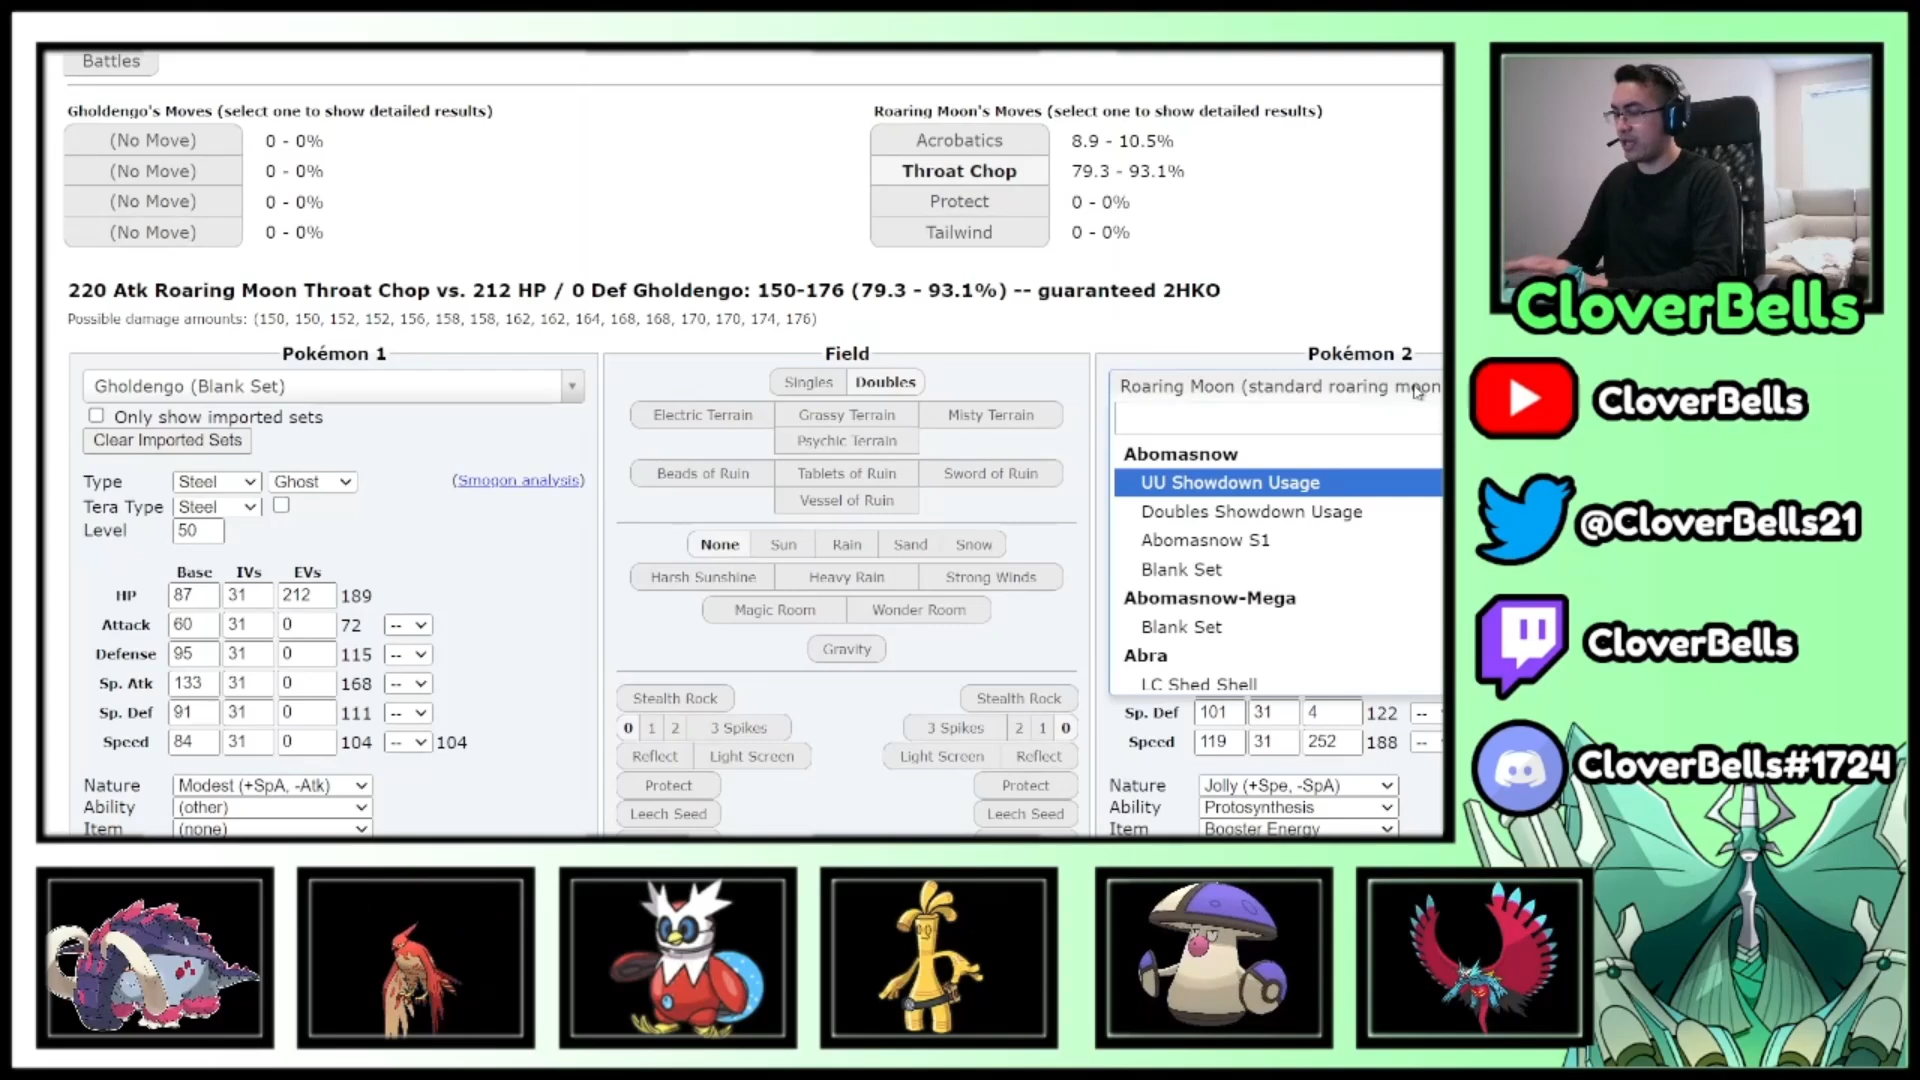 Battles
Gholdengo's Moves (select one to show detailed results)
(No Move) 0 - 0%
(No Move) 0 - 0%
(No Move) 0 - 0%
(No Move) 0 - 0%
Roaring Moon's Moves (select one to show detailed results)
Acrobatics 8.9 - 10.5%
Throat Chop 79.3 - 93.1%
Protect 0 - 0%
Tailwind 0 - 0%
220 Atk Roaring Moon Throat Chop vs. 212 HP / 0 Def Gholdengo: 150-176 (79.3 - 93.1%) -- guaranteed 2HKO
Possible damage amounts: (150, 150, 152, 152, 156, 158, 158, 162, 162, 164, 168, 168, 170, 170, 174, 176)
Pokémon 1
Gholdengo (Blank Set)
Only show imported sets
Clear Imported Sets
Type Steel Ghost (Smogon analysis)
Tera Type Steel
Level 50
Base IVs EVs
HP 87 31 212 189
Attack 60 31 0 72 --
Defense 95 31 0 115 --
Sp. Atk 133 31 0 168 --
Sp. Def 91 31 0 111 --
Speed 84 31 0 104 -- 104
Nature Modest (+SpA, -Atk)
Ability (other)
Item (none)
Field
Singles Doubles
Electric Terrain Grassy Terrain Misty Terrain
Psychic Terrain
Beads of Ruin Tablets of Ruin Sword of Ruin
Vessel of Ruin
None Sun Rain Sand Snow
Harsh Sunshine Heavy Rain Strong Winds
Magic Room Wonder Room
Gravity
Stealth Rock Stealth Rock
0 1 2 3 Spikes 3 Spikes 2 1 0
Reflect Light Screen Light Screen Reflect
Protect Protect
Leech Seed Leech Seed
Pokémon 2
Roaring Moon (standard roaring moon
Abomasnow
UU Showdown Usage
Doubles Showdown Usage
Abomasnow S1
Blank Set
Abomasnow-Mega
Blank Set
Abra
LC Shed Shell
Sp. Def 101 31 4 122 --
Speed 119 31 252 188 --
Nature Jolly (+Spe, -SpA)
Ability Protosynthesis
Item Booster Energy
CloverBells
CloverBells
@CloverBells21
CloverBells
CloverBells#1724